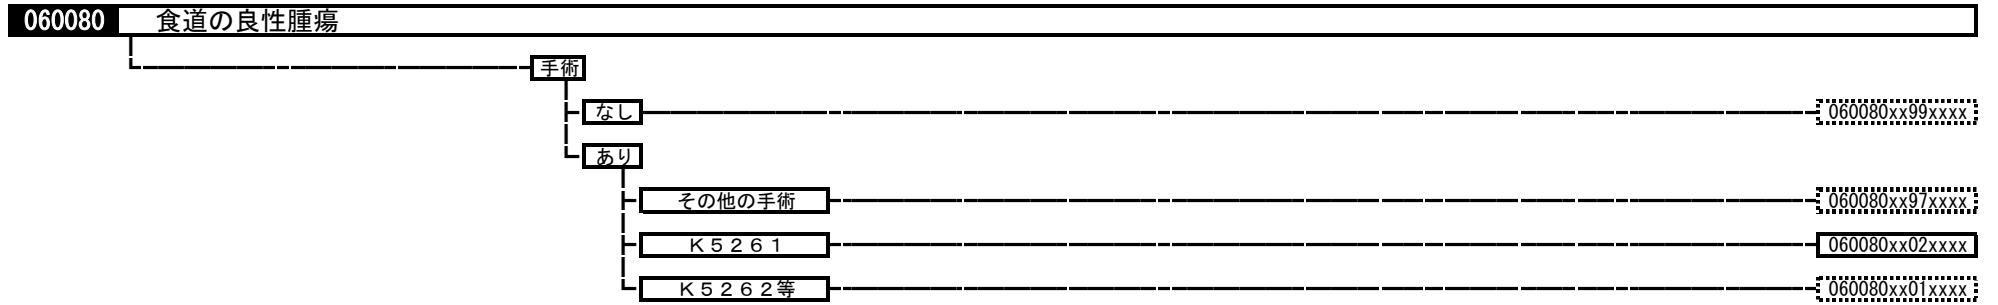 060080 食道の良性腫瘍
手術
なし 060080xx99xxxx
あり
その他の手術 060080xx97xxxx
K5261 060080xx02xxxx
K5262等 060080xx01xxxx